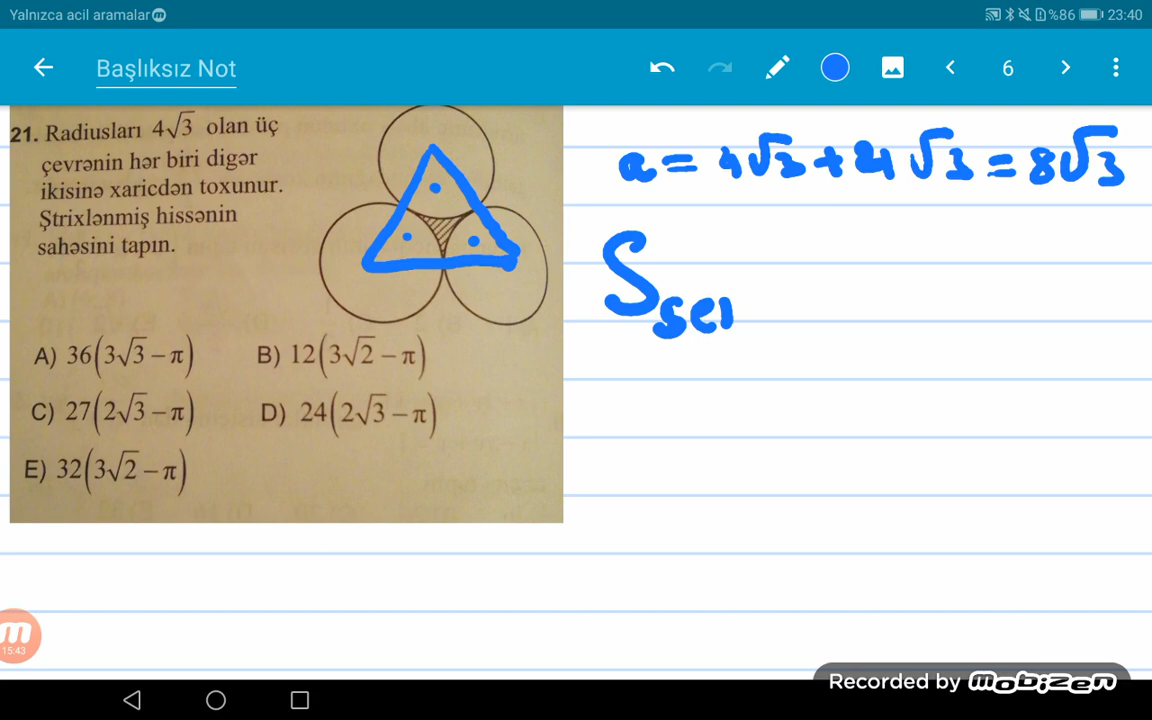 Yalnızca acil aramalar
%86 23:40
Başlıksız Not
6
21. Radiusları 4√3 olan üç
çevrənin hər biri digər
ikisinə xaricdən toxunur.
Ştrixlənmiş hissənin
sahəsini tapın.
A) 36(3√3 – π) B) 12(3√2 – π)
C) 27(2√3 – π) D) 24(2√3 – π)
E) 32(3√2 – π)
a = 4√3 + 4√3 = 8√3
S
15:43
Recorded by mobizen